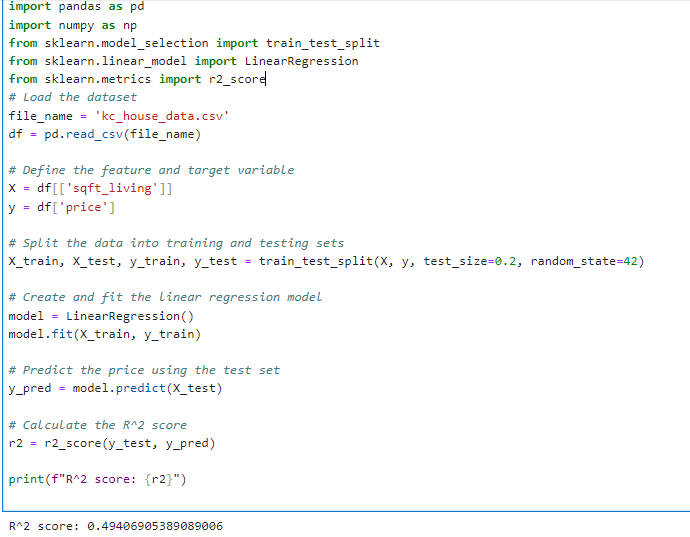 import pandas as pd
import numpy as np
from sklearn.model_selection import train_test_split
from sklearn.linear_model import LinearRegression
from sklearn.metrics import r2_score
# Load the dataset
file_name = 'kc_house_data.csv'
df = pd.read_csv(file_name)
# Define the feature and target variable
X = df[['sqft_living']]
y = df['price']
# Split the data into training and testing sets
X_train, X_test, y_train, y_test = train_test_split(X, y, test_size=0.2, random_state=42)
# Create and fit the linear regression model
model = LinearRegression()
model.fit(X_train, y_train)
# Predict the price using the test set
y_pred = model.predict(X_test)
# Calculate the R^2 score
r2 = r2_score(y_test, y_pred)
print(f"R^2 score: {r2}")
R^2 score: 0.49406905389089006